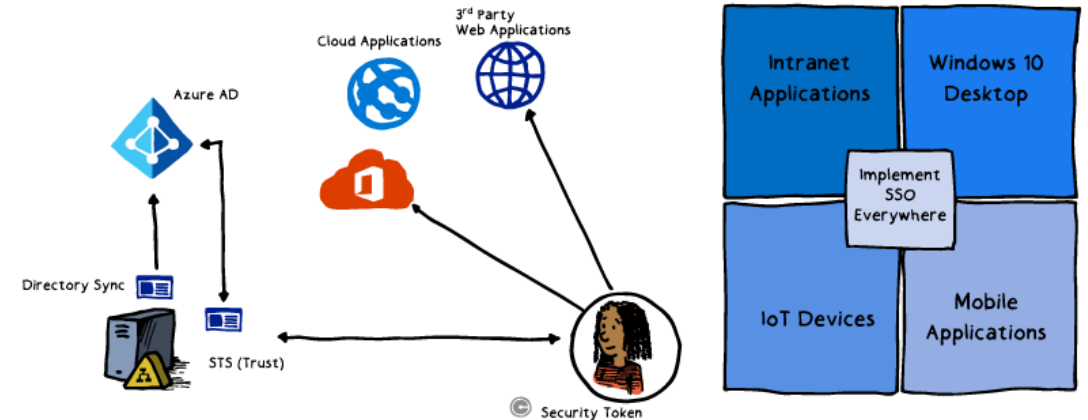 3rd Party
Web Applications
Cloud Applications
Azure AD
Directory Sync
STS (Trust)
Security Token
Intranet
Applications
Windows 10
Desktop
Implement
SSO
Everywhere
IoT Devices
Mobile
Applications